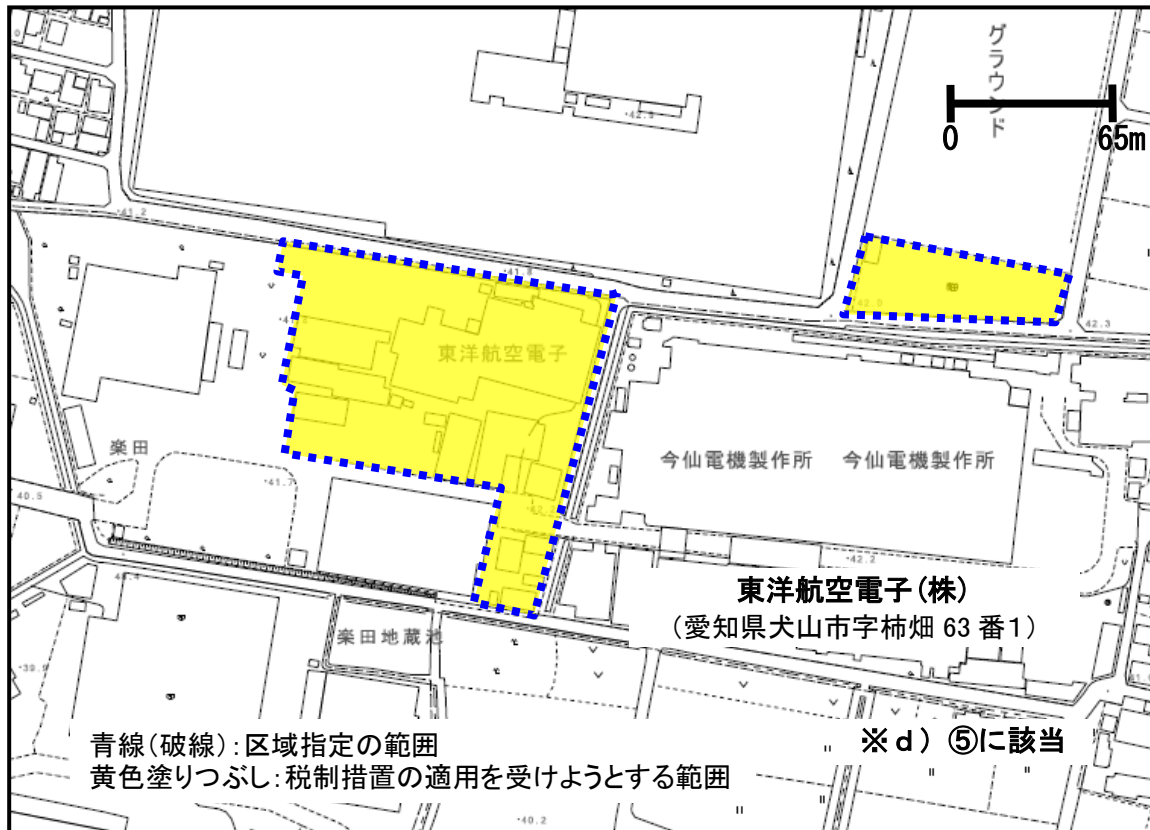 グラウンド
0 65m
42.5
41.2
41.8
42.3
東洋航空電子
楽田
今仙電機製作所 今仙電機製作所
41.7
40.5
42.2
東洋航空電子(株)
(愛知県犬山市字柿畑 63 番1)
楽田地蔵池
※d) ⑤に該当
青線(破線):区域指定の範囲
黄色塗りつぶし:税制措置の適用を受けようとする範囲
40.2